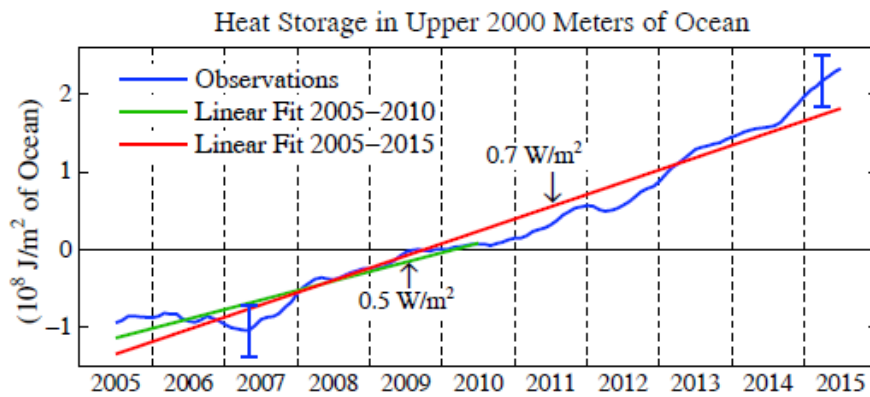 Heat Storage in Upper 2000 Meters of Ocean
(10⁸ J/m² of Ocean)
2
1
0
−1
Observations
Linear Fit 2005−2010
Linear Fit 2005−2015
0.7 W/m²
0.5 W/m²
2005 2006 2007 2008 2009 2010 2011 2012 2013 2014 2015